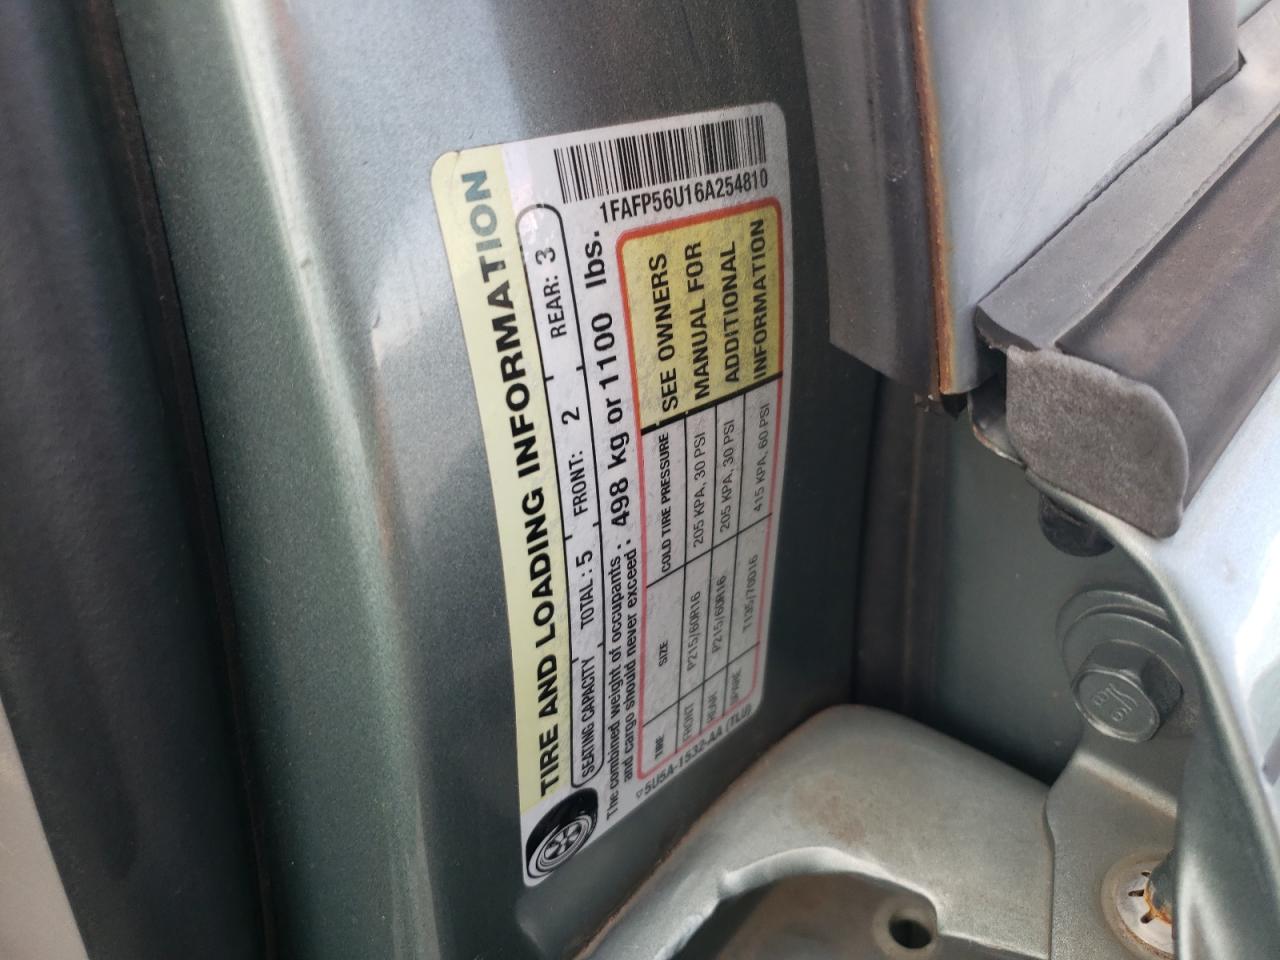 TIRE AND LOADING INFORMATION
1FAFP56U16A254810
SEATING CAPACITY TOTAL: 5 FRONT: 2 REAR: 3
The combined weight of occupants and cargo should never exceed: 498 kg or 1100 lbs.
TIRE SIZE COLD TIRE PRESSURE
FRONT P215/60R16 205 KPA, 30 PSI
REAR P215/60R16 205 KPA, 30 PSI
SPARE T135/70D16 415 KPA, 60 PSI
SEE OWNERS
MANUAL FOR
ADDITIONAL
INFORMATION
5U5A-1532-AA (TLU)